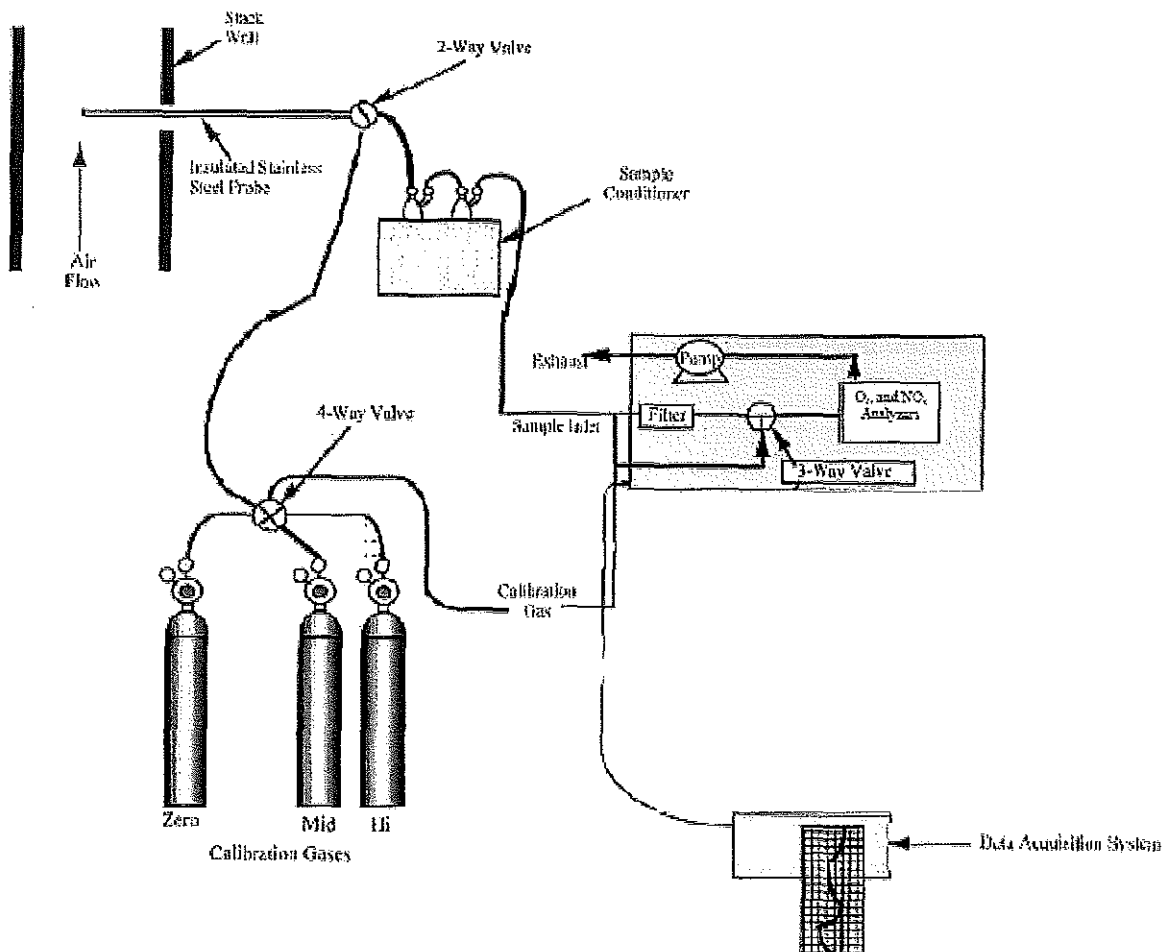 Stack
Wall
2-Way Valve
Insulated Stainless
Steel Probe
Sample
Conditioner
Air
Flow
Exhaust
Pump
O₂ and NOₓ
Analyzers
4-Way Valve
Sample Inlet
Filter
3-Way Valve
Calibration
Gas
Zero
Mid
Hi
Calibration Gases
Data Acquisition System